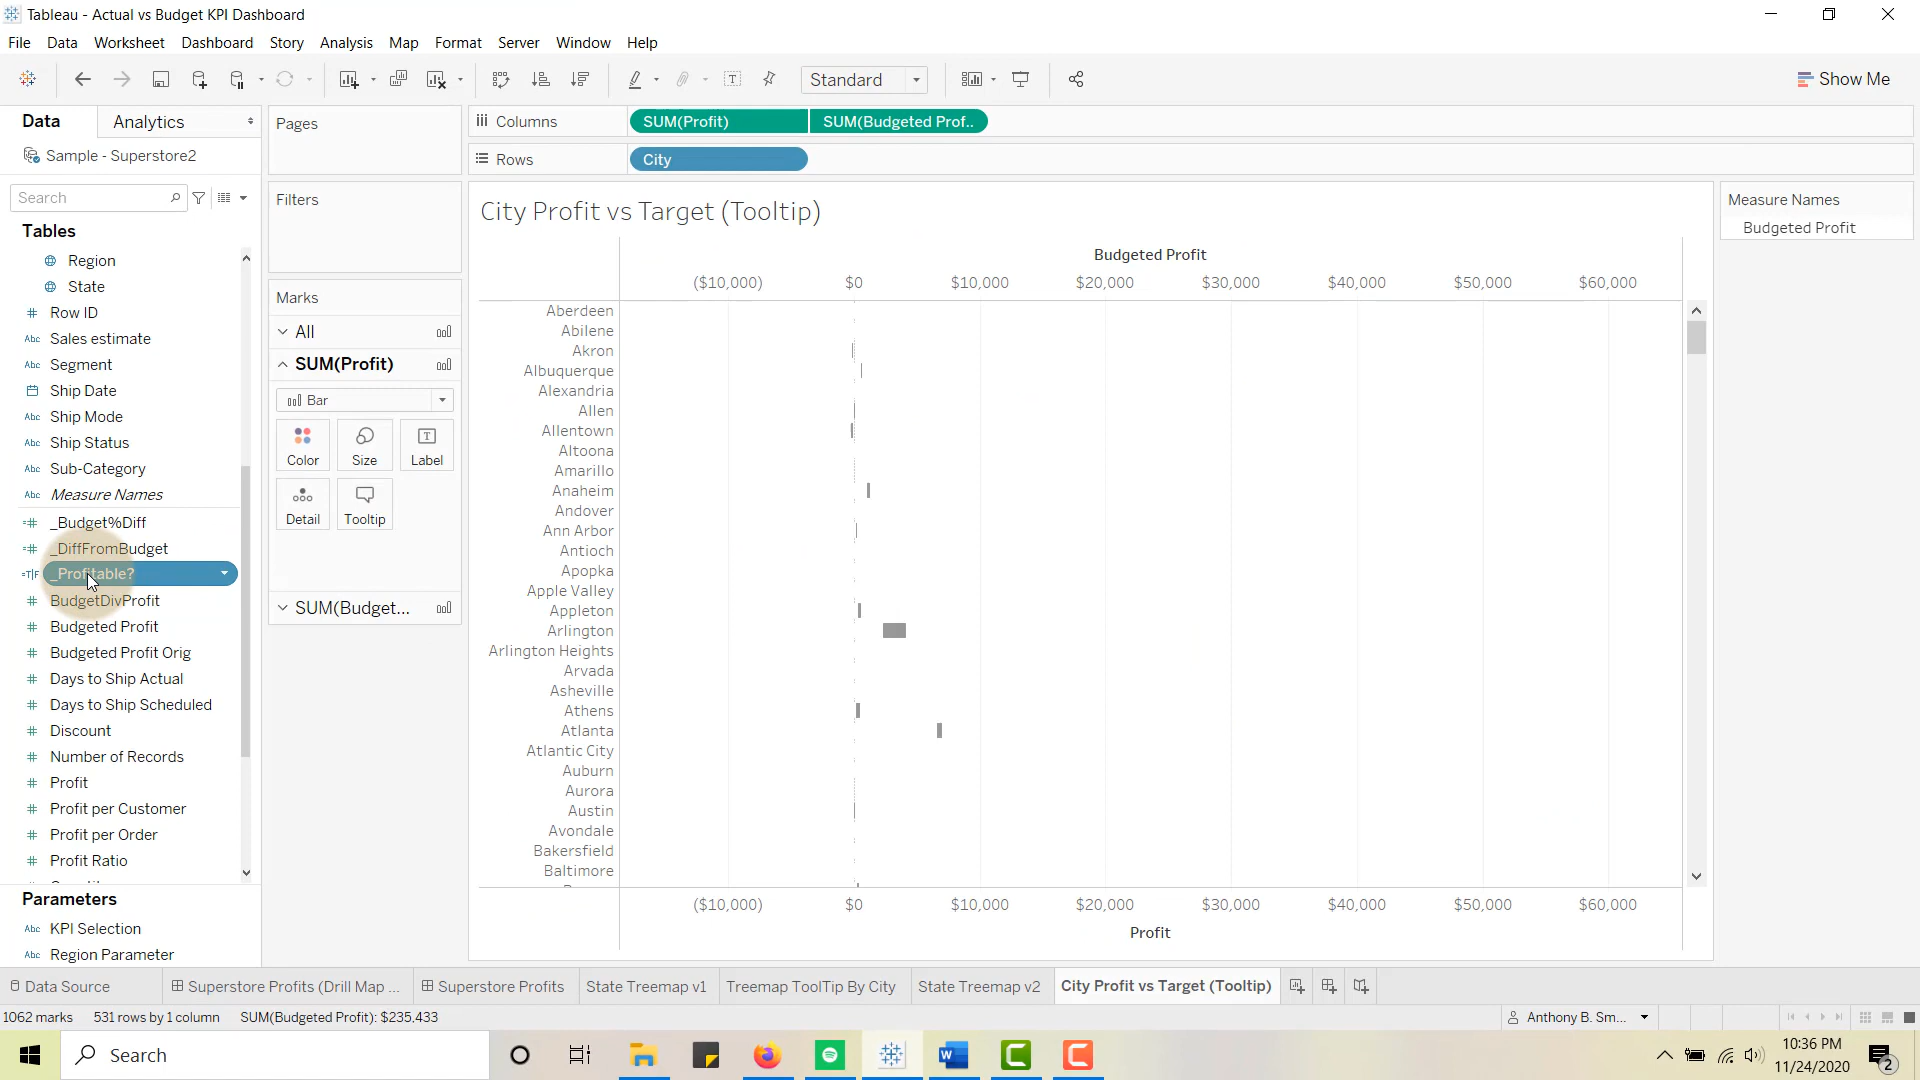 Tableau - Actual vs Budget KPI Dashboard
File Data Worksheet Dashboard Story Analysis Map Format Server Window Help
Standard
Show Me
Data
Analytics
Sample - Superstore2
Search
Tables
Region
State
Row ID
Sales estimate
Segment
Ship Date
Ship Mode
Ship Status
Sub-Category
Measure Names
_Budget%Diff
_DiffFromBudget
_Profitable?
BudgetDivProfit
Budgeted Profit
Budgeted Profit Orig
Days to Ship Actual
Days to Ship Scheduled
Discount
Number of Records
Profit
Profit per Customer
Profit per Order
Profit Ratio
Parameters
KPI Selection
Region Parameter
Pages
Filters
Marks
All
SUM(Profit)
Bar
Color
Size
Label
Detail
Tooltip
SUM(Budget...
Columns
SUM(Profit)
SUM(Budgeted Prof..
Rows
City
City Profit vs Target (Tooltip)
Budgeted Profit
($10,000) $0 $10,000 $20,000 $30,000 $40,000 $50,000 $60,000
Aberdeen
Abilene
Akron
Albuquerque
Alexandria
Allen
Allentown
Altoona
Amarillo
Anaheim
Andover
Ann Arbor
Antioch
Apopka
Apple Valley
Appleton
Arlington
Arlington Heights
Arvada
Asheville
Athens
Atlanta
Atlantic City
Auburn
Aurora
Austin
Avondale
Bakersfield
Baltimore
($10,000) $0 $10,000 $20,000 $30,000 $40,000 $50,000 $60,000
Profit
Measure Names
Budgeted Profit
Data Source
Superstore Profits (Drill Map ...
Superstore Profits
State Treemap v1
Treemap ToolTip By City
State Treemap v2
City Profit vs Target (Tooltip)
1062 marks 531 rows by 1 column SUM(Budgeted Profit): $235,433
Anthony B. Sm...
Search
10:36 PM
11/24/2020
2